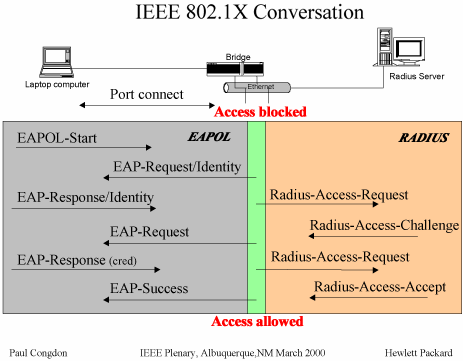 IEEE 802.1X Conversation
Bridge
Laptop computer
Ethernet
Radius Server
Port connect
Access blocked
EAPOL
RADIUS
EAPOL-Start
EAP-Request/Identity
EAP-Response/Identity
Radius-Access-Request
Radius-Access-Challenge
EAP-Request
EAP-Response (cred)
Radius-Access-Request
EAP-Success
Radius-Access-Accept
Access allowed
Paul Congdon
IEEE Plenary, Albuquerque,NM March 2000
Hewlett Packard